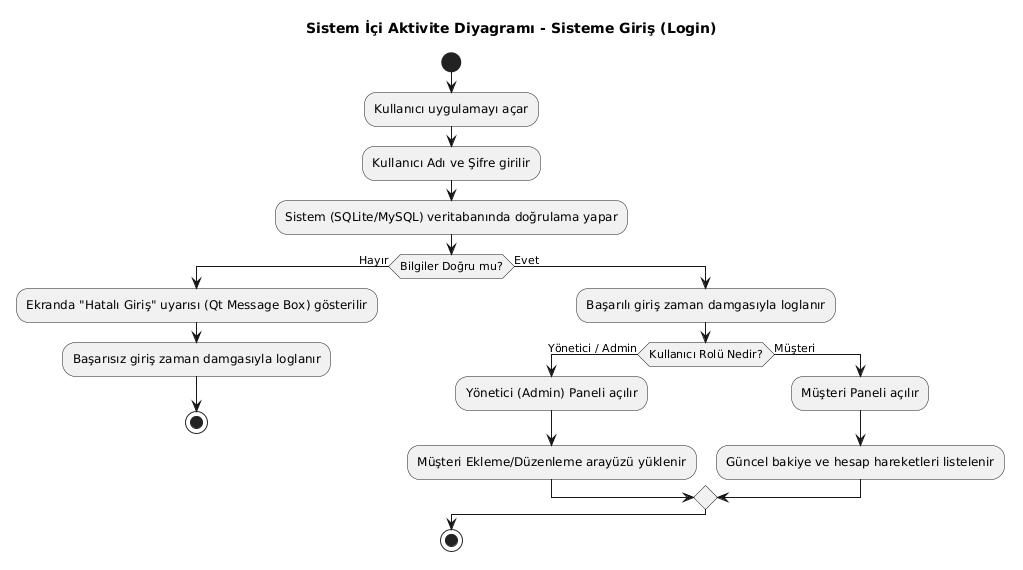 Sistem İçi Aktivite Diyagramı - Sisteme Giriş (Login)
Kullanıcı uygulamayı açar
Kullanıcı Adı ve Şifre girilir
Sistem (SQLite/MySQL) veritabanında doğrulama yapar
Hayır
Bilgiler Doğru mu?
Evet
Ekranda "Hatalı Giriş" uyarısı (Qt Message Box) gösterilir
Başarısız giriş zaman damgasıyla loglanır
Başarılı giriş zaman damgasıyla loglanır
Yönetici / Admin
Kullanıcı Rolü Nedir?
Müşteri
Yönetici (Admin) Paneli açılır
Müşteri Paneli açılır
Müşteri Ekleme/Düzenleme arayüzü yüklenir
Güncel bakiye ve hesap hareketleri listelenir